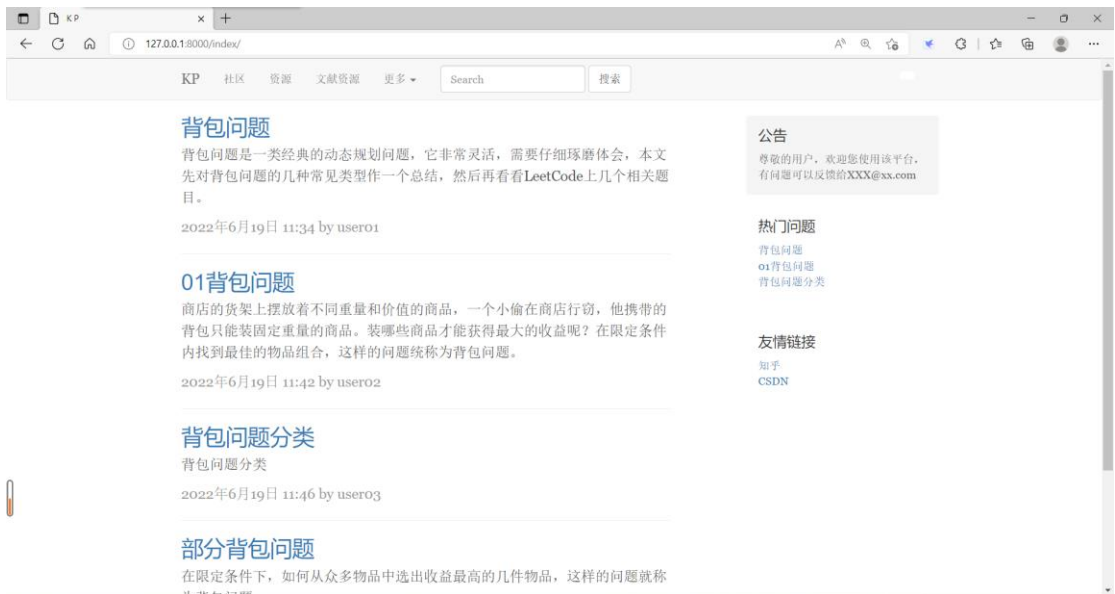 KP
127.0.0.1:8000/index/
KP 社区 资源 文献资源 更多 Search 搜索
背包问题
背包问题是一类经典的动态规划问题，它非常灵活，需要仔细琢磨体会，本文
先对背包问题的几种常见类型作一个总结，然后再看看LeetCode上几个相关题
目。
2022年6月19日 11:34 by user01
01背包问题
商店的货架上摆放着不同重量和价值的商品，一个小偷在商店行窃，他携带的
背包只能装固定重量的商品。装哪些商品才能获得最大的收益呢？在限定条件
内找到最佳的物品组合，这样的问题统称为背包问题。
2022年6月19日 11:42 by user02
背包问题分类
背包问题分类
2022年6月19日 11:46 by user03
部分背包问题
在限定条件下，如何从众多物品中选出收益最高的几件物品，这样的问题就称
公告
尊敬的用户，欢迎您使用该平台，
有问题可以反馈给XXX@xx.com
热门问题
背包问题
01背包问题
背包问题分类
友情链接
知乎
CSDN